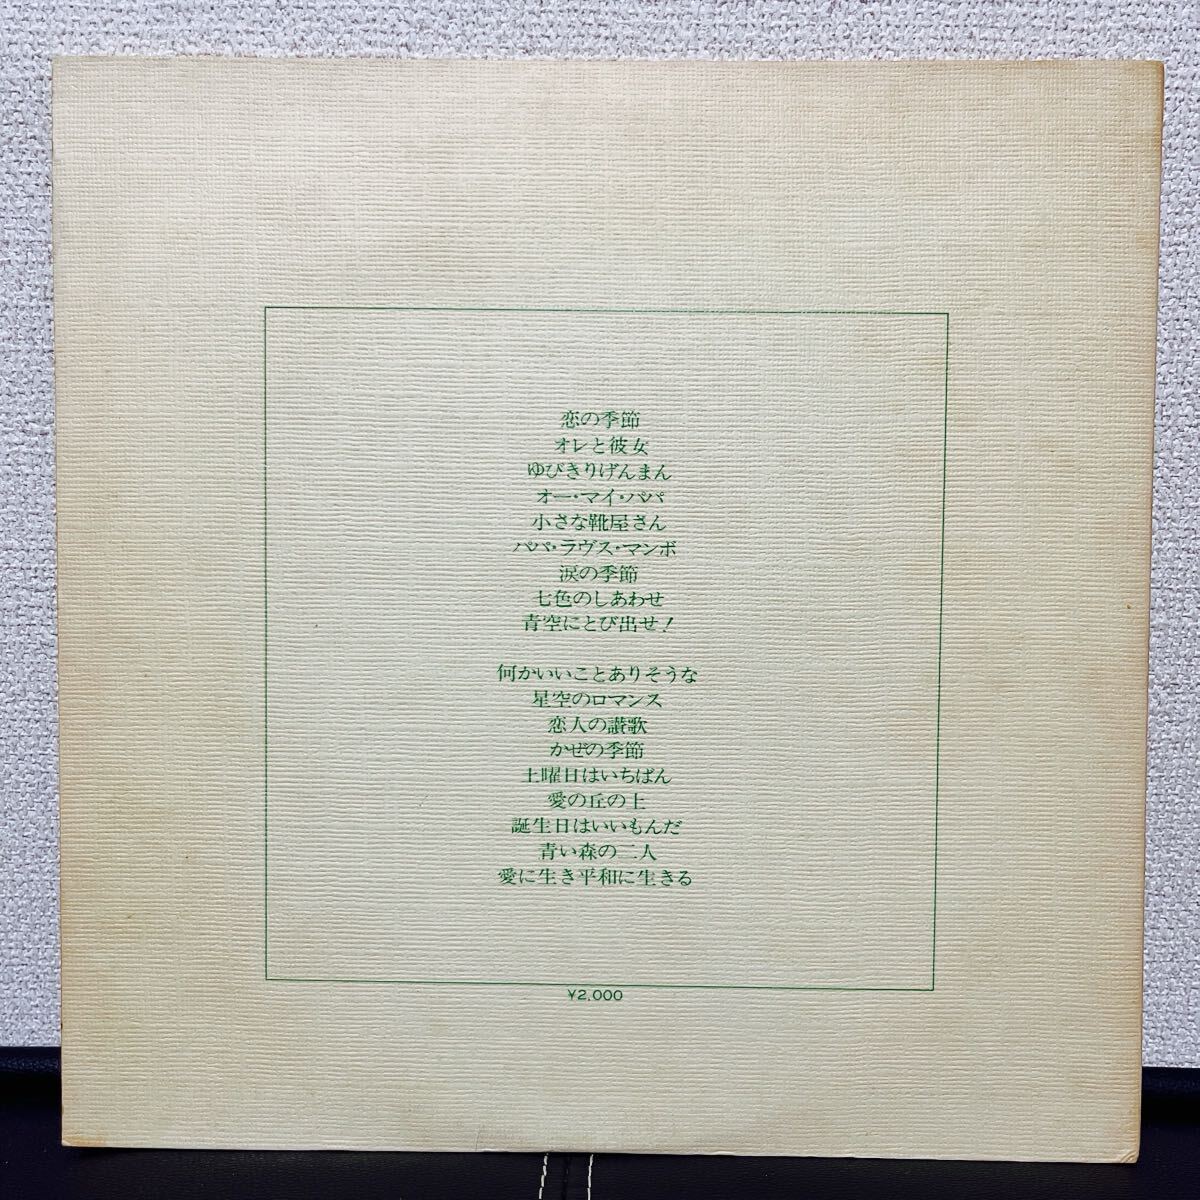 恋の季節
オレと彼女
ゆびきりげんまん
オー・マイ・パパ
小さな靴屋さん
パパ・ラヴス・マンボ
涙の季節
七色のしあわせ
青空にとび出せ!
何かいいことありそうな
星空のロマンス
恋人の讃歌
かぜの季節
土曜日はいちばん
愛の丘の上
誕生日はいいもんだ
青い森の二人
愛に生き平和に生きる
¥2,000